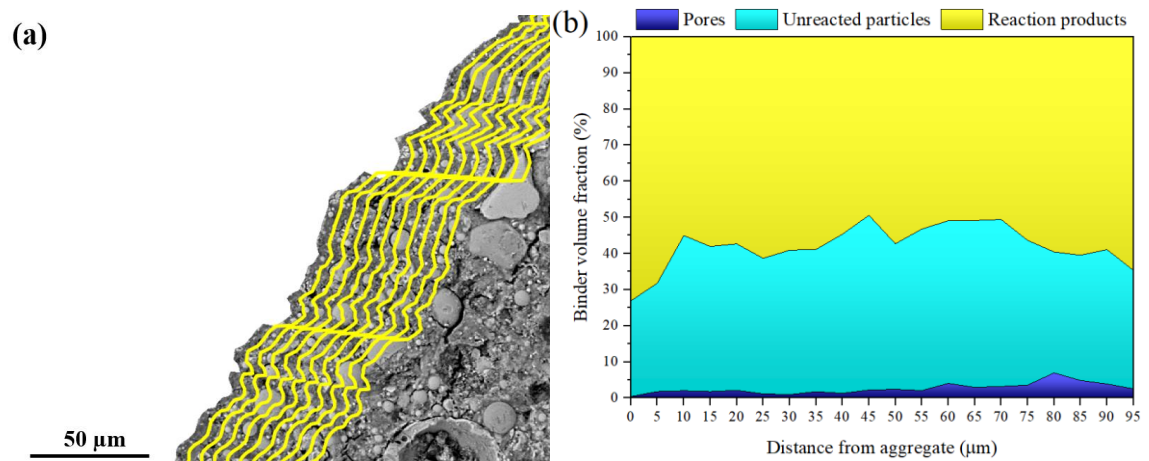 (a)
50 µm
(b)
Pores Unreacted particles Reaction products
Binder volume fraction (%)
100
90
80
70
60
50
40
30
20
10
0
0 5 10 15 20 25 30 35 40 45 50 55 60 65 70 75 80 85 90 95
Distance from aggregate (µm)